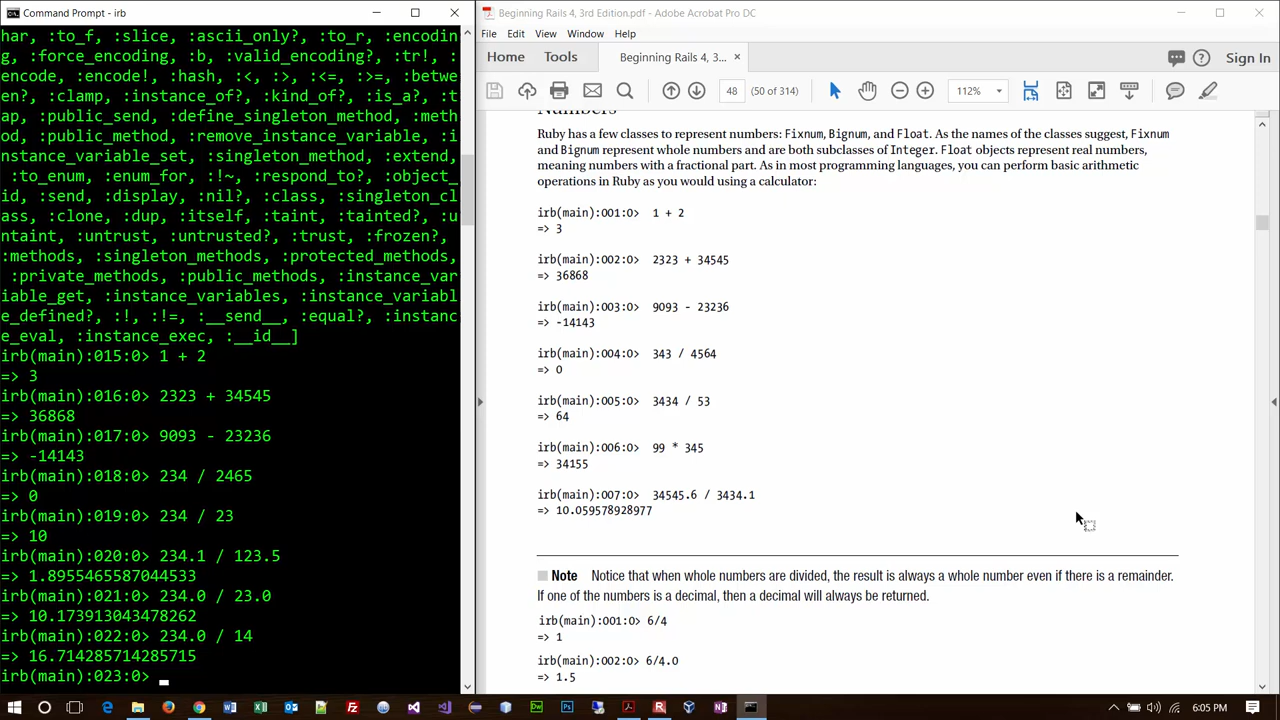 Command Prompt - irb
har, :to_f, :slice, :ascii_only?, :to_r, :encodin
g, :force_encoding, :b, :valid_encoding?, :tr!, :
encode, :encode!, :hash, :<, :>, :<=, :>=, :betwe
en?, :clamp, :instance_of?, :kind_of?, :is_a?, :t
ap, :public_send, :define_singleton_method, :meth
od, :public_method, :remove_instance_variable, :i
nstance_variable_set, :singleton_method, :extend,
 :to_enum, :enum_for, :!~, :respond_to?, :object_
id, :send, :display, :nil?, :class, :singleton_cl
ass, :clone, :dup, :itself, :taint, :tainted?, :u
ntaint, :untrust, :untrusted?, :trust, :frozen?,
:methods, :singleton_methods, :protected_methods,
 :private_methods, :public_methods, :instance_var
iable_get, :instance_variables, :instance_variabl
e_defined?, :!, :!=, :__send__, :equal?, :instanc
e_eval, :instance_exec, :__id__]
irb(main):015:0> 1 + 2
=> 3
irb(main):016:0> 2323 + 34545
=> 36868
irb(main):017:0> 9093 - 23236
=> -14143
irb(main):018:0> 234 / 2465
=> 0
irb(main):019:0> 234 / 23
=> 10
irb(main):020:0> 234.1 / 123.5
=> 1.8955465587044533
irb(main):021:0> 234.0 / 23.0
=> 10.173913043478262
irb(main):022:0> 234.0 / 14
=> 16.714285714285715
irb(main):023:0>
Beginning Rails 4, 3rd Edition.pdf - Adobe Acrobat Pro DC
File Edit View Window Help
Home Tools Beginning Rails 4, 3... × Sign In
48 (50 of 314) 112%
Numbers
Ruby has a few classes to represent numbers: Fixnum, Bignum, and Float. As the names of the classes suggest, Fixnum
and Bignum represent whole numbers and are both subclasses of Integer. Float objects represent real numbers,
meaning numbers with a fractional part. As in most programming languages, you can perform basic arithmetic
operations in Ruby as you would using a calculator:
irb(main):001:0> 1 + 2
=> 3
irb(main):002:0> 2323 + 34545
=> 36868
irb(main):003:0> 9093 - 23236
=> -14143
irb(main):004:0> 343 / 4564
=> 0
irb(main):005:0> 3434 / 53
=> 64
irb(main):006:0> 99 * 345
=> 34155
irb(main):007:0> 34545.6 / 3434.1
=> 10.059578928977
Note Notice that when whole numbers are divided, the result is always a whole number even if there is a remainder.
If one of the numbers is a decimal, then a decimal will always be returned.
irb(main):001:0> 6/4
=> 1
irb(main):002:0> 6/4.0
=> 1.5
6:05 PM